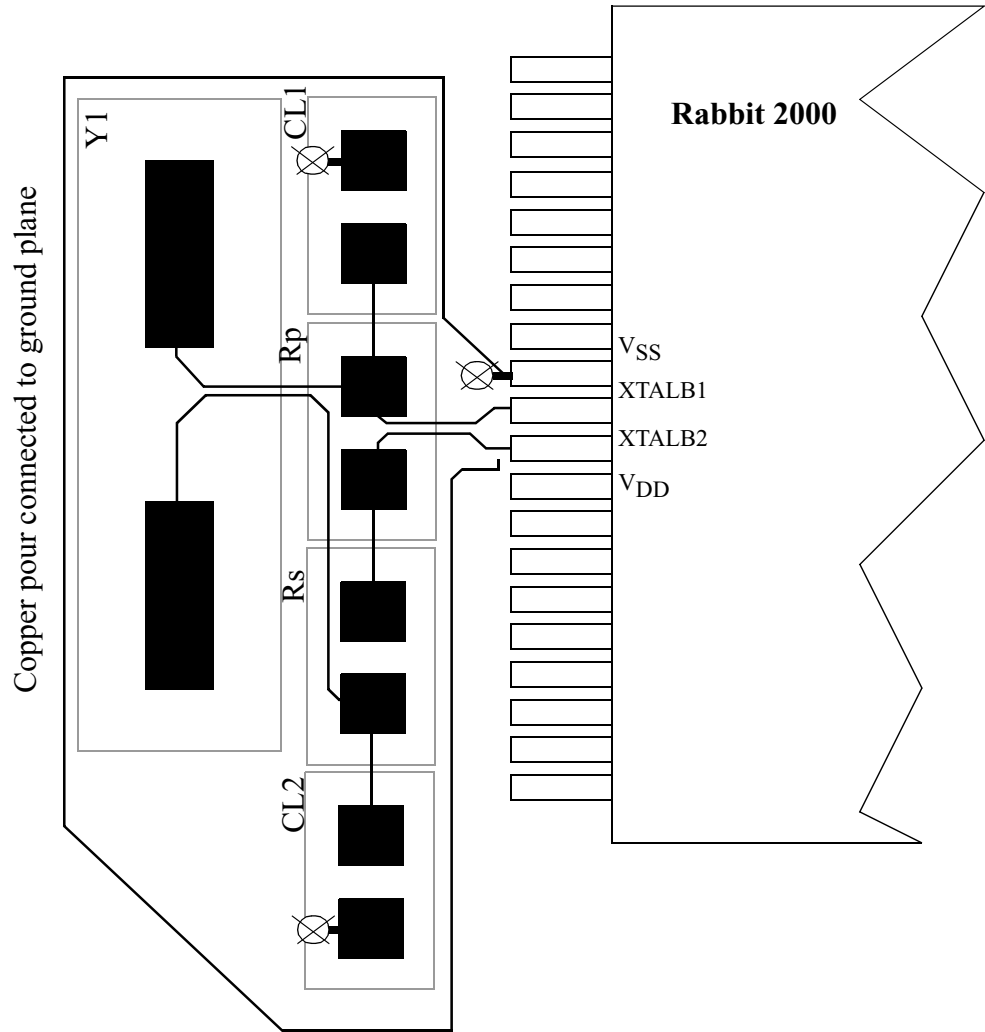 Copper pour connected to ground plane
Y1
CL1
Rp
Rs
CL2
Rabbit 2000
VSS
XTALB1
XTALB2
VDD